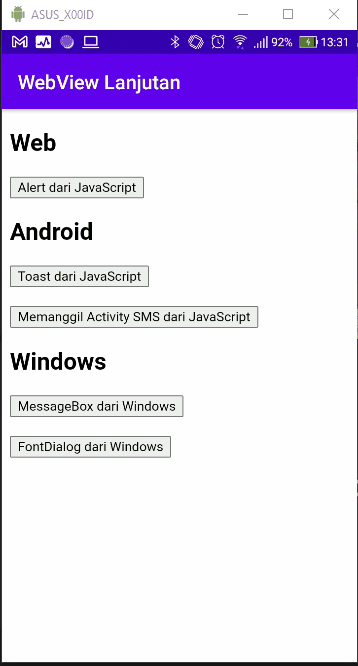 ASUS_X00ID
92% 13:31
WebView Lanjutan
Web
Alert dari JavaScript
Android
Toast dari JavaScript
Memanggil Activity SMS dari JavaScript
Windows
MessageBox dari Windows
FontDialog dari Windows